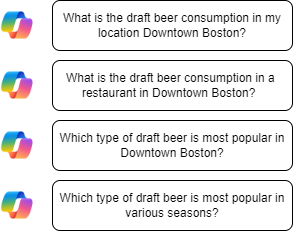 What is the draft beer consumption in my
location Downtown Boston?
What is the draft beer consumption in a
restaurant in Downtown Boston?
Which type of draft beer is most popular in
Downtown Boston?
Which type of draft beer is most popular in
various seasons?